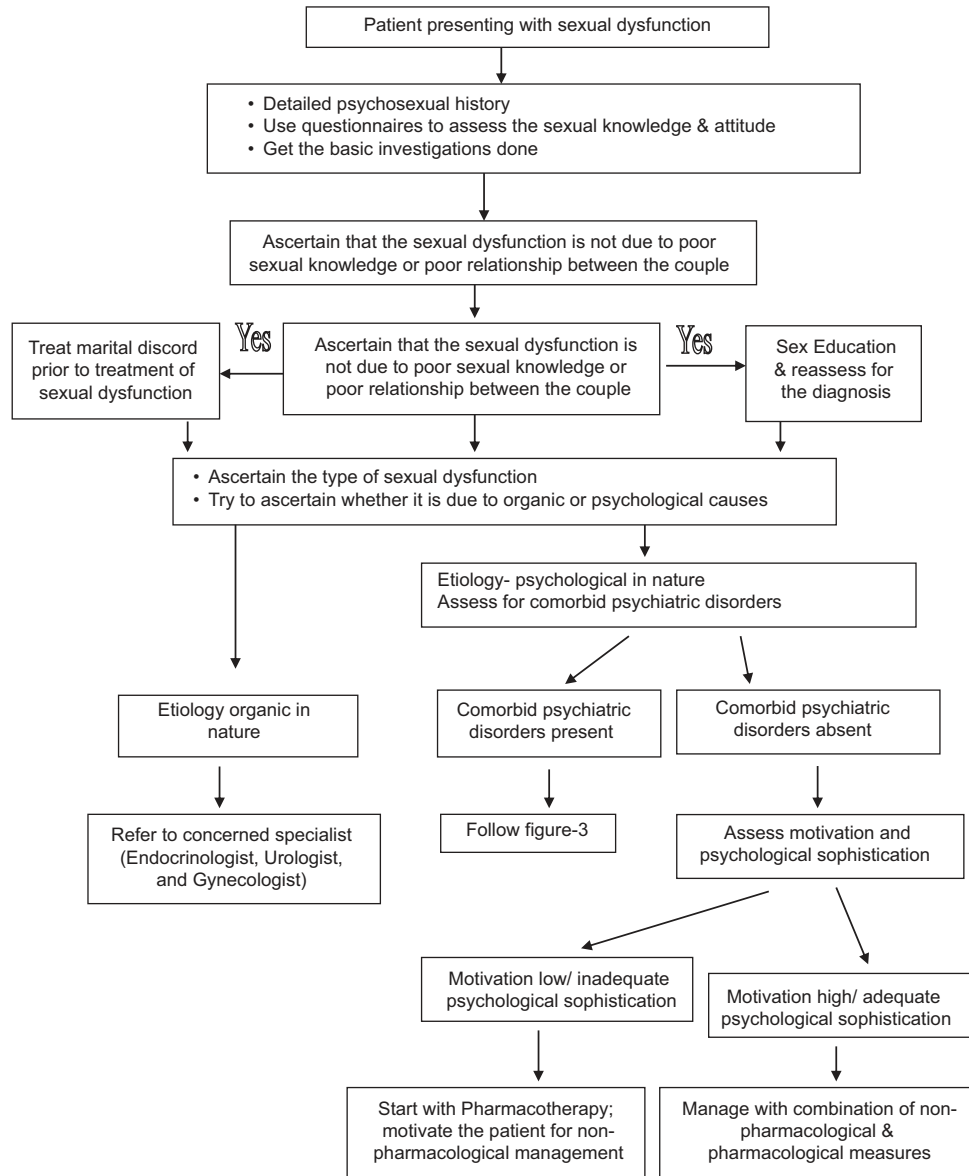 Patient presenting with sexual dysfunction
• Detailed psychosexual history
• Use questionnaires to assess the sexual knowledge & attitude
• Get the basic investigations done
Ascertain that the sexual dysfunction is not due to poor
sexual knowledge or poor relationship between the couple
Treat marital discord
prior to treatment of
sexual dysfunction
Yes
Ascertain that the sexual dysfunction is
not due to poor sexual knowledge or
poor relationship between the couple
Yes
Sex Education
& reassess for
the diagnosis
• Ascertain the type of sexual dysfunction
• Try to ascertain whether it is due to organic or psychological causes
Etiology- psychological in nature
Assess for comorbid psychiatric disorders
Etiology organic in
nature
Comorbid psychiatric
disorders present
Comorbid psychiatric
disorders absent
Refer to concerned specialist
(Endocrinologist, Urologist,
and Gynecologist)
Follow figure-3
Assess motivation and
psychological sophistication
Motivation low/ inadequate
psychological sophistication
Motivation high/ adequate
psychological sophistication
Start with Pharmacotherapy;
motivate the patient for non-
pharmacological management
Manage with combination of non-
pharmacological &
pharmacological measures